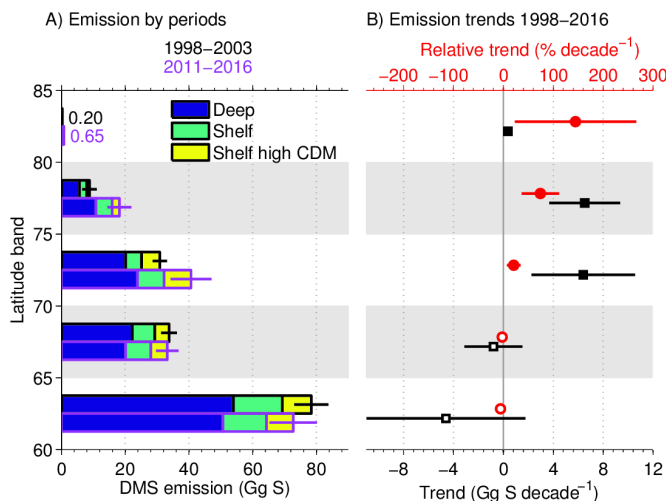 A) Emission by periods
B) Emission trends 1998−2016
1998−2003
2011−2016
Relative trend (% decade⁻¹)
−200 −100 0 100 200 300
85
80
75
70
65
60
Latitude band
0.20
0.65
Deep
Shelf
Shelf high CDM
0 20 40 60 80
DMS emission (Gg S)
−8 −4 0 4 8 12
Trend (Gg S decade⁻¹)